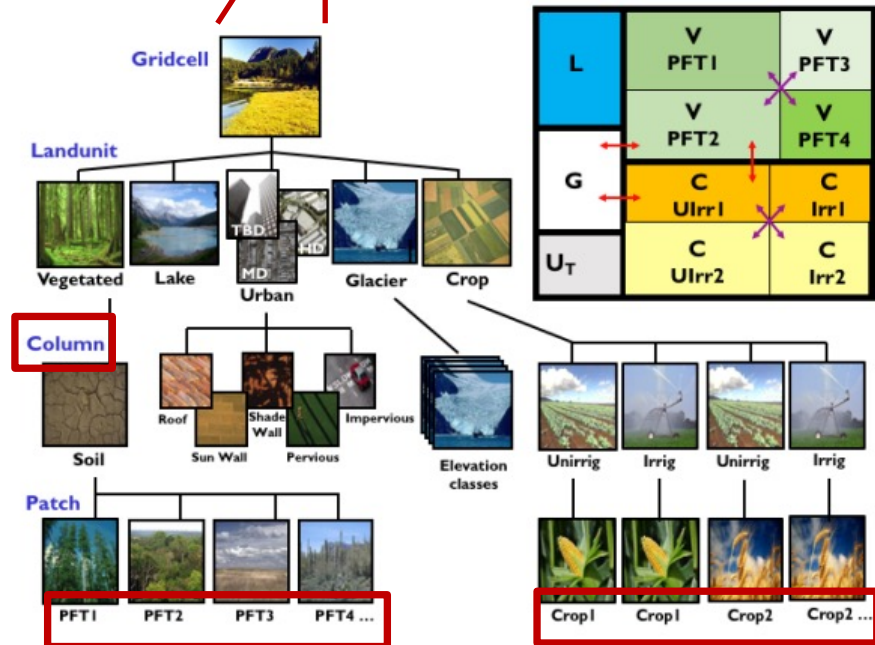 Gridcell
L
V
PFT1
V
PFT3
V
PFT2
V
PFT4
G
C
UIrr1
C
Irr1
UT
C
UIrr2
C
Irr2
Landunit
TBD
HD
MD
Vegetated
Lake
Urban
Glacier
Crop
Column
Soil
Roof
Sun Wall
Shade
Wall
Pervious
Impervious
Elevation
classes
Unirrig
Irrig
Unirrig
Irrig
Patch
PFT1
PFT2
PFT3
PFT4 ...
Crop1
Crop1
Crop2
Crop2 ...